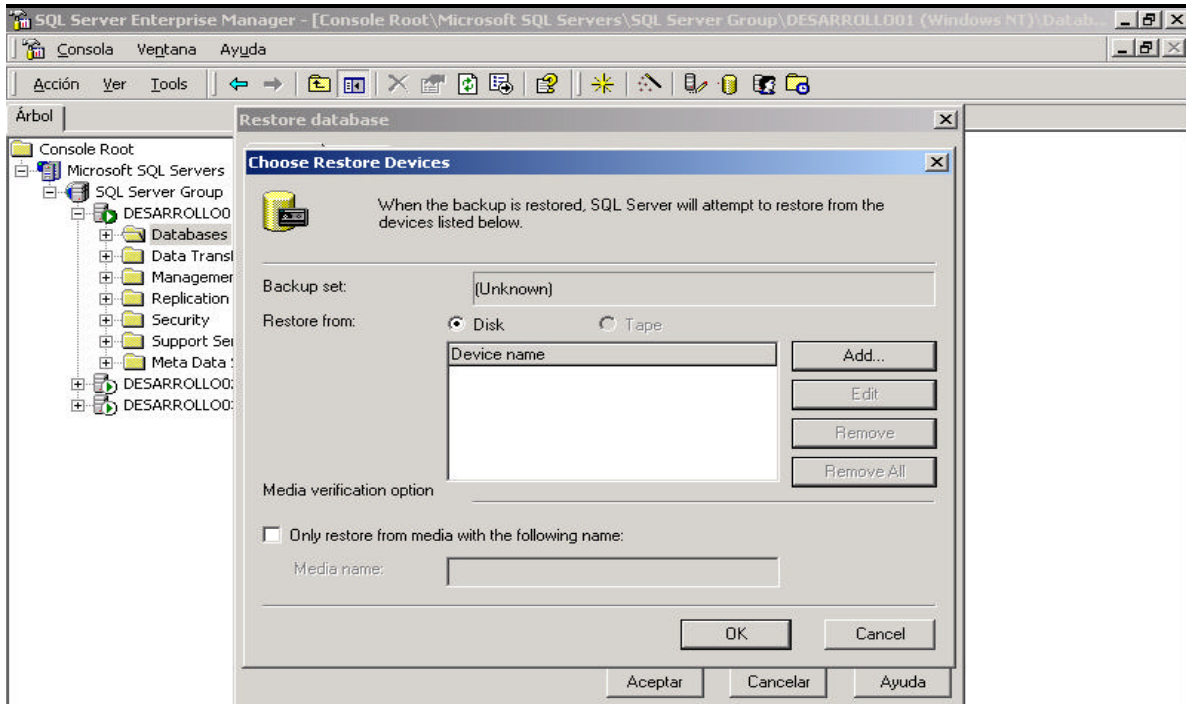 SQL Server Enterprise Manager - [Console Root\Microsoft SQL Servers\SQL Server Group\DESARROLLO01 (Windows NT)\Datab...
Consola Ventana Ayuda
Acción Ver Tools
Árbol
Console Root
Microsoft SQL Servers
SQL Server Group
DESARROLLO0
Databases
Data Transl
Managemer
Replication
Security
Support Ser
Meta Data
DESARROLLO0
DESARROLLO0
Restore database
Choose Restore Devices
When the backup is restored, SQL Server will attempt to restore from the
devices listed below.
Backup set: (Unknown)
Restore from: Disk Tape
Device name
Add...
Edit
Remove
Remove All
Media verification option
Only restore from media with the following name:
Media name:
OK Cancel
Aceptar Cancelar Ayuda